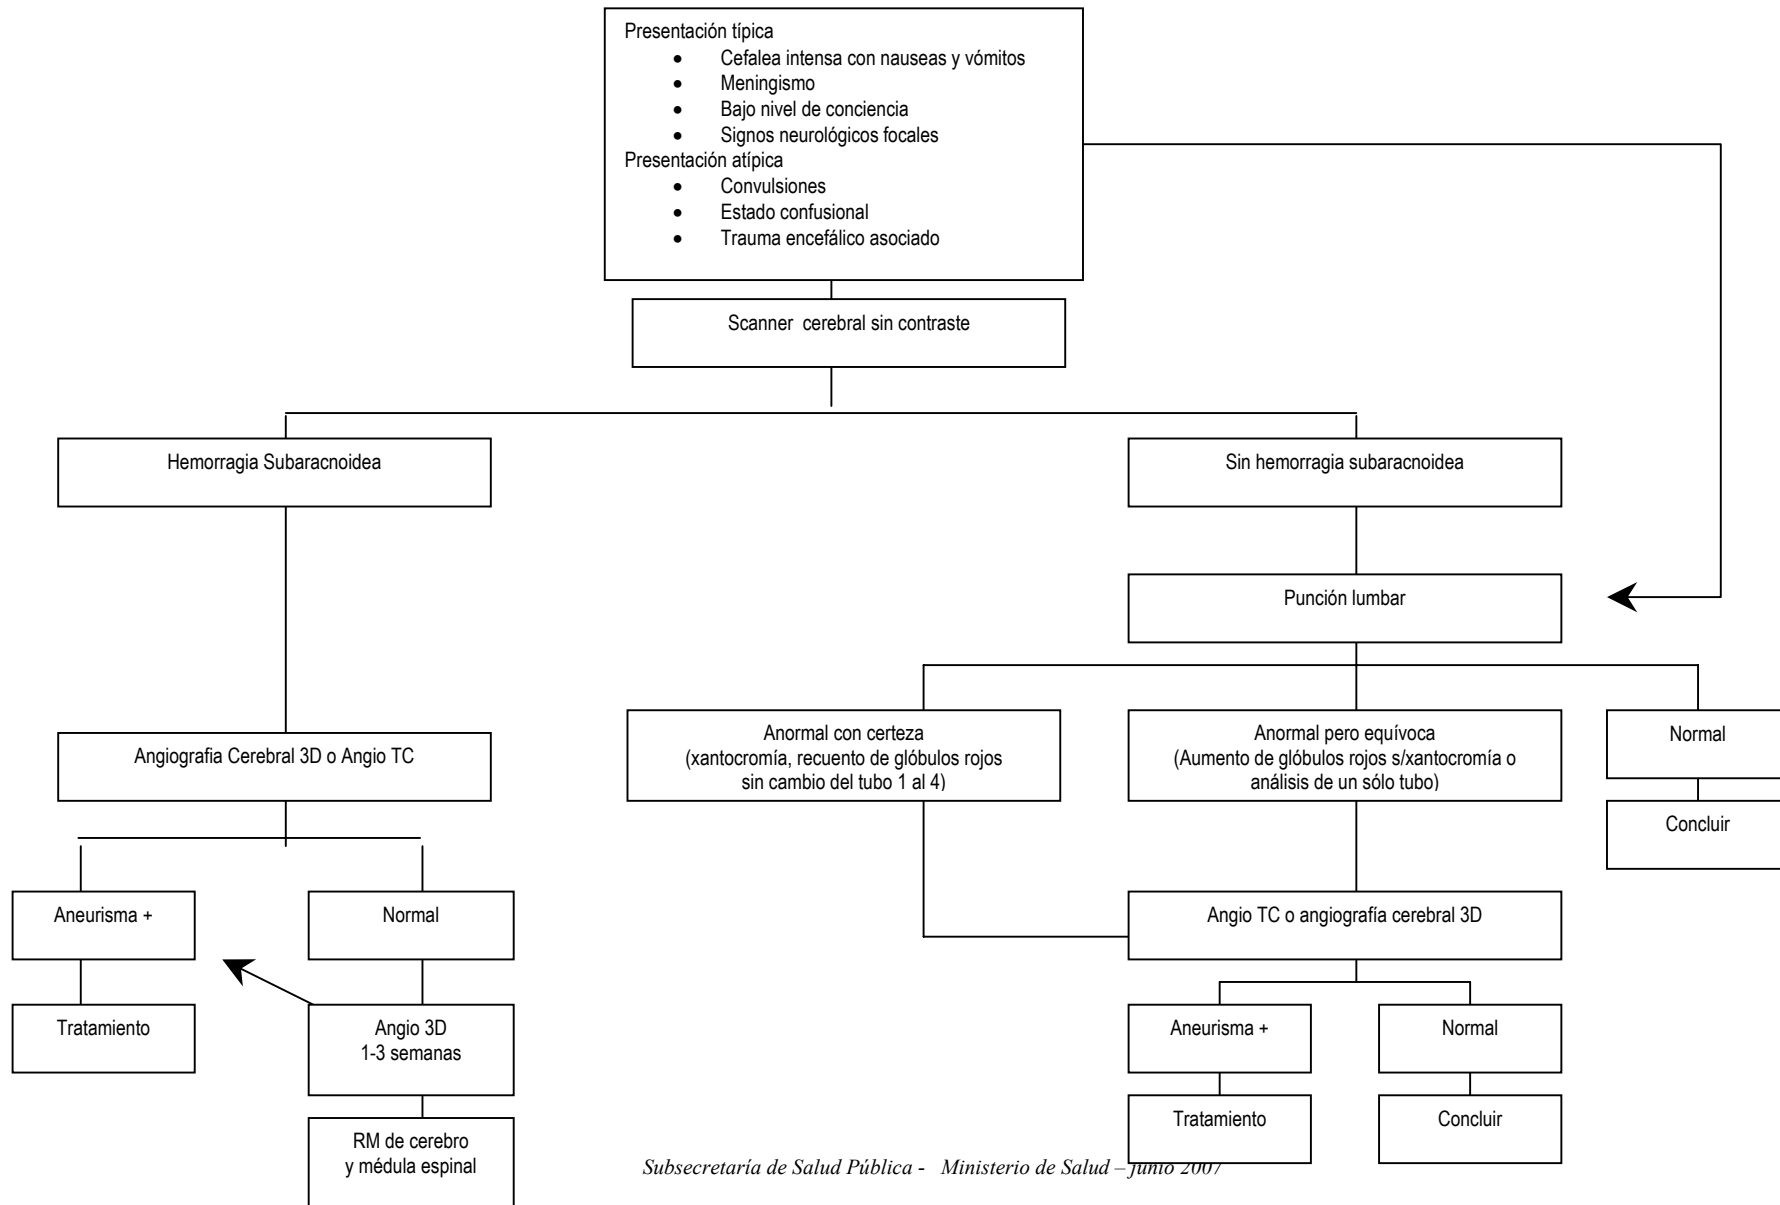 Presentación típica
• Cefalea intensa con nauseas y vómitos
• Meningismo
• Bajo nivel de conciencia
• Signos neurológicos focales
Presentación atípica
• Convulsiones
• Estado confusional
• Trauma encefálico asociado
Scanner cerebral sin contraste
Hemorragia Subaracnoidea
Sin hemorragia subaracnoidea
Punción lumbar
Anormal con certeza
(xantocromía, recuento de glóbulos rojos
sin cambio del tubo 1 al 4)
Anormal pero equívoca
(Aumento de glóbulos rojos s/xantocromía o
análisis de un sólo tubo)
Normal
Concluir
Angiografia Cerebral 3D o Angio TC
Aneurisma +
Normal
Tratamiento
Angio 3D
1-3 semanas
RM de cerebro
y médula espinal
Angio TC o angiografía cerebral 3D
Aneurisma +
Normal
Tratamiento
Concluir
Subsecretaría de Salud Pública - Ministerio de Salud – junio 2007